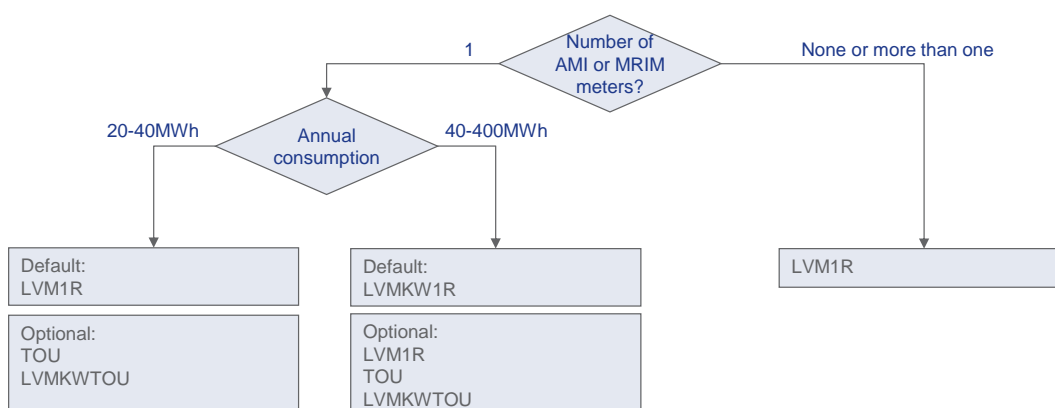 Number of
AMI or MRIM
meters?
1
None or more than one
Annual
consumption
20-40MWh
40-400MWh
Default:
LVM1R
Optional:
TOU
LVMKWTOU
Default:
LVMKW1R
Optional:
LVM1R
TOU
LVMKWTOU
LVM1R